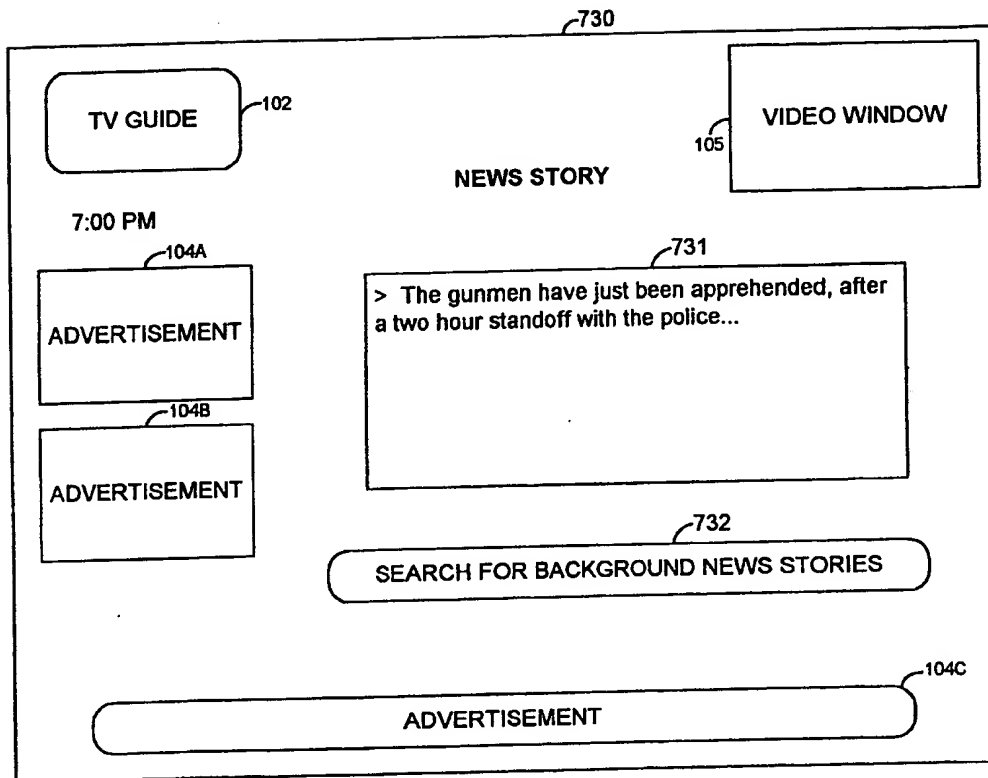 730
TV GUIDE
102
VIDEO WINDOW
105
NEWS STORY
7:00 PM
104A
ADVERTISEMENT
731
> The gunmen have just been apprehended, after
a two hour standoff with the police...
104B
ADVERTISEMENT
732
SEARCH FOR BACKGROUND NEWS STORIES
104C
ADVERTISEMENT